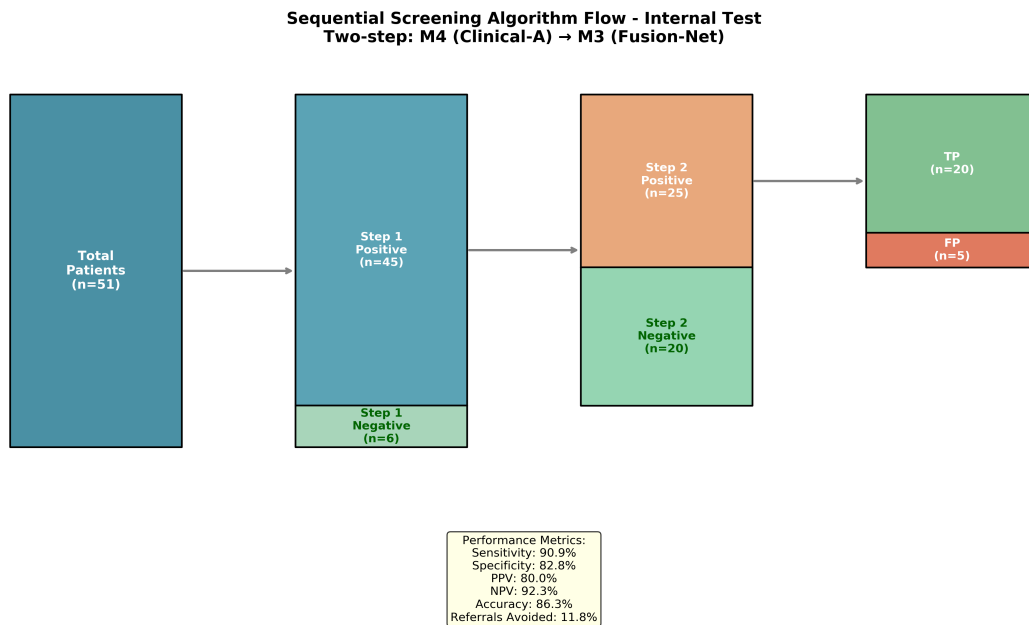 Sequential Screening Algorithm Flow - Internal Test
Two-step: M4 (Clinical-A) → M3 (Fusion-Net)
Total
Patients
(n=51)
Step 1
Positive
(n=45)
Step 1
Negative
(n=6)
Step 2
Positive
(n=25)
Step 2
Negative
(n=20)
TP
(n=20)
FP
(n=5)
Performance Metrics:
Sensitivity: 90.9%
Specificity: 82.8%
PPV: 80.0%
NPV: 92.3%
Accuracy: 86.3%
Referrals Avoided: 11.8%